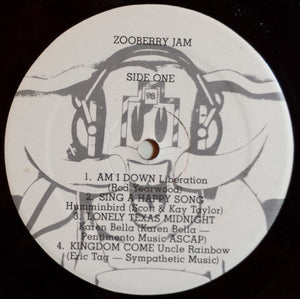 ZOOBERRY JAM
SIDE ONE
98
1. AM I DOWN Liberation
(Rod Yearwood)
2. SING A HAPPY SONG
Humminbird (Scott & Kay Taylor)
3. LONELY TEXAS MIDNIGHT
Karen Bella (Karen Bella —
Pentimento Music ASCAP)
4. KINGDOM COME Uncle Rainbow
(Eric Tag — Sympathetic Music)